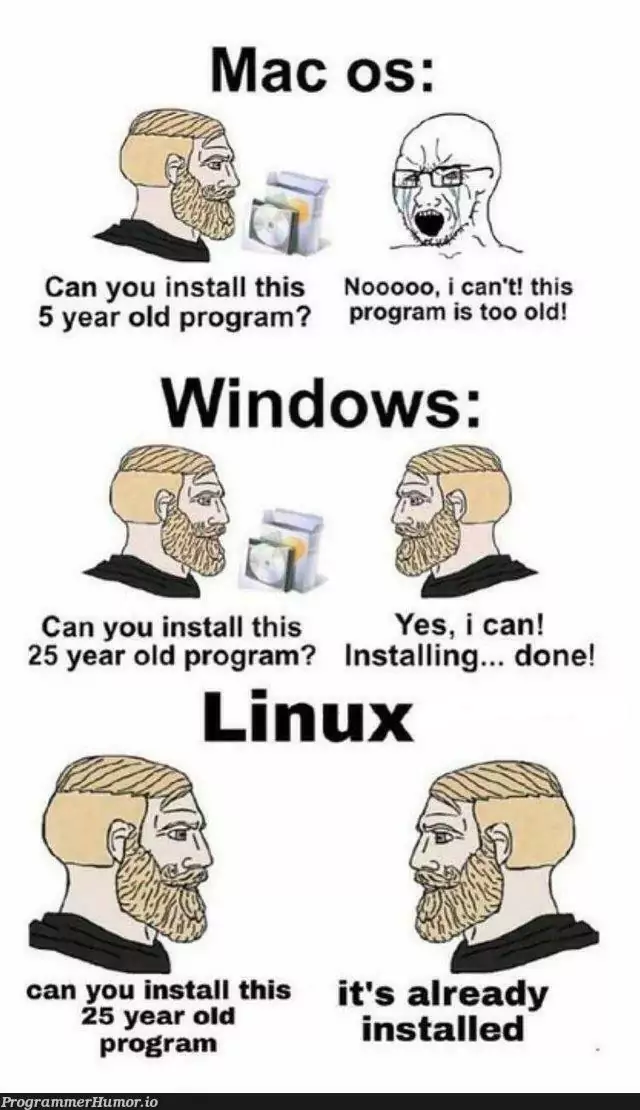 Mac os:
Can you install this
5 year old program?
Nooooo, i can't! this
program is too old!
Windows:
Can you install this
25 year old program?
Yes, i can!
Installing... done!
Linux
can you install this
25 year old
program
it's already
installed
ProgrammerHumor.io